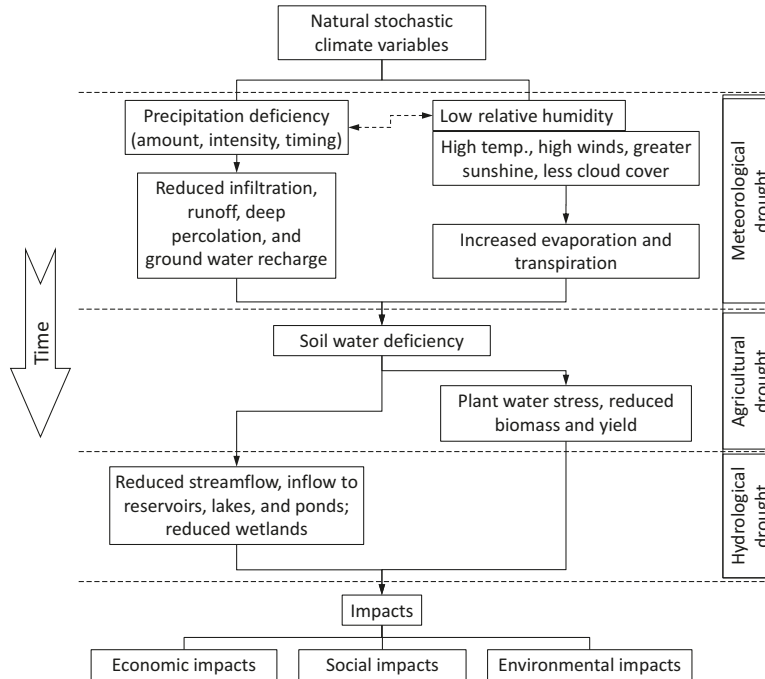 Natural stochastic
climate variables
Precipitation deficiency
(amount, intensity, timing)
Low relative humidity
High temp., high winds, greater
sunshine, less cloud cover
Reduced infiltration,
runoff, deep
percolation, and
ground water recharge
Increased evaporation and
transpiration
Meteorological
drought
Time
Soil water deficiency
Plant water stress, reduced
biomass and yield
Agricultural
drought
Reduced streamflow, inflow to
reservoirs, lakes, and ponds;
reduced wetlands
Hydrological
drought
Impacts
Economic impacts
Social impacts
Environmental impacts